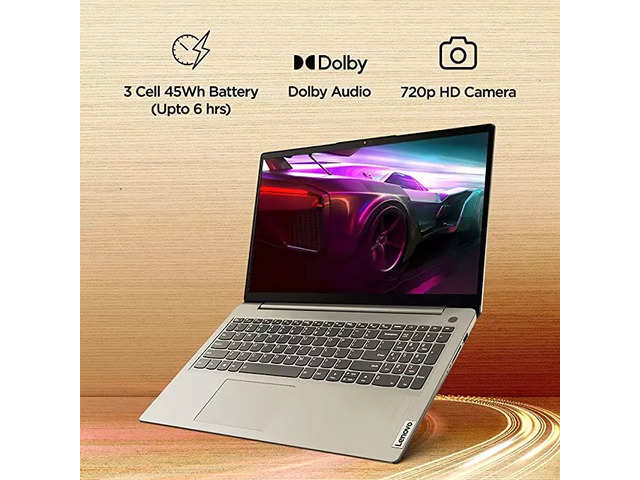 Dolby
3 Cell 45Wh Battery
(Upto 6 hrs)
Dolby Audio
720p HD Camera
Lenovo